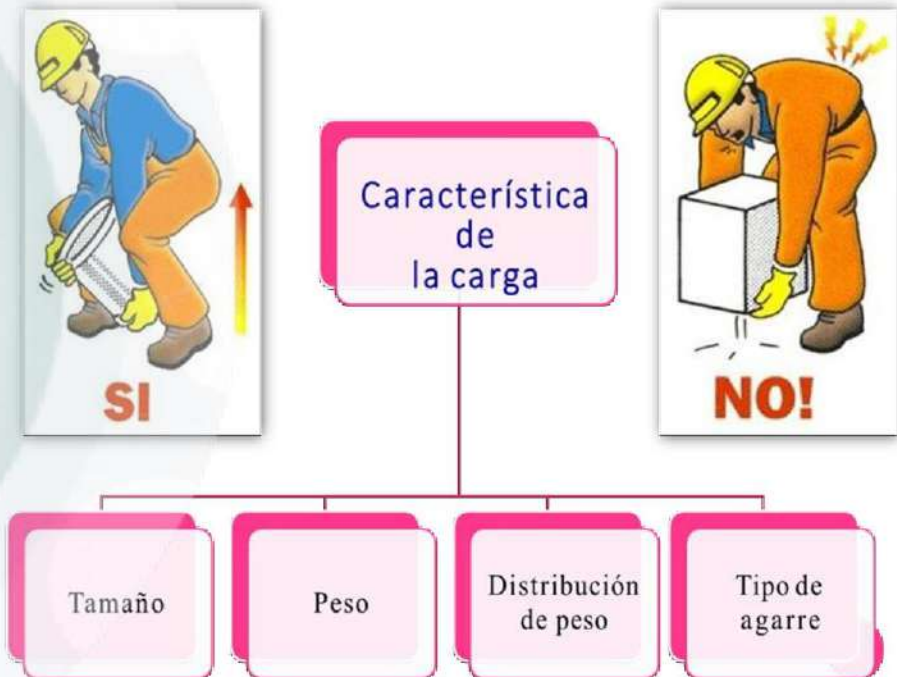 Característica
de
la carga
SI
NO!
Tamaño
Peso
Distribución
de peso
Tipo de
agarre